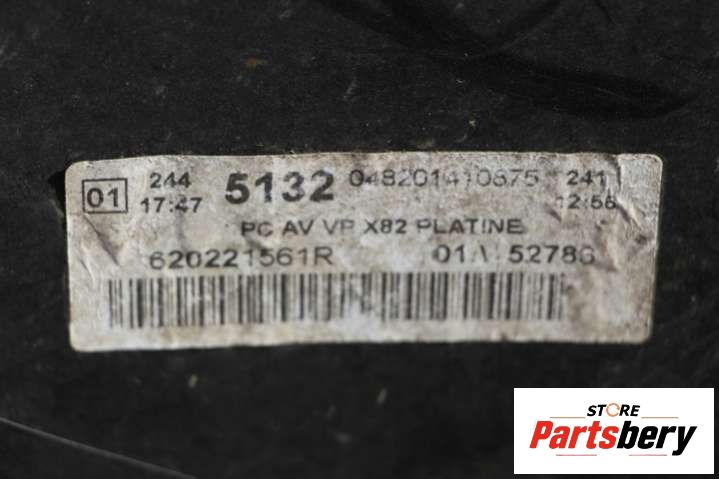 01 244 5132 048201410875 241
17:47 12:56
PC AV VP X82 PLATINE
620221561R 01A 52786
STORE
Partsbery